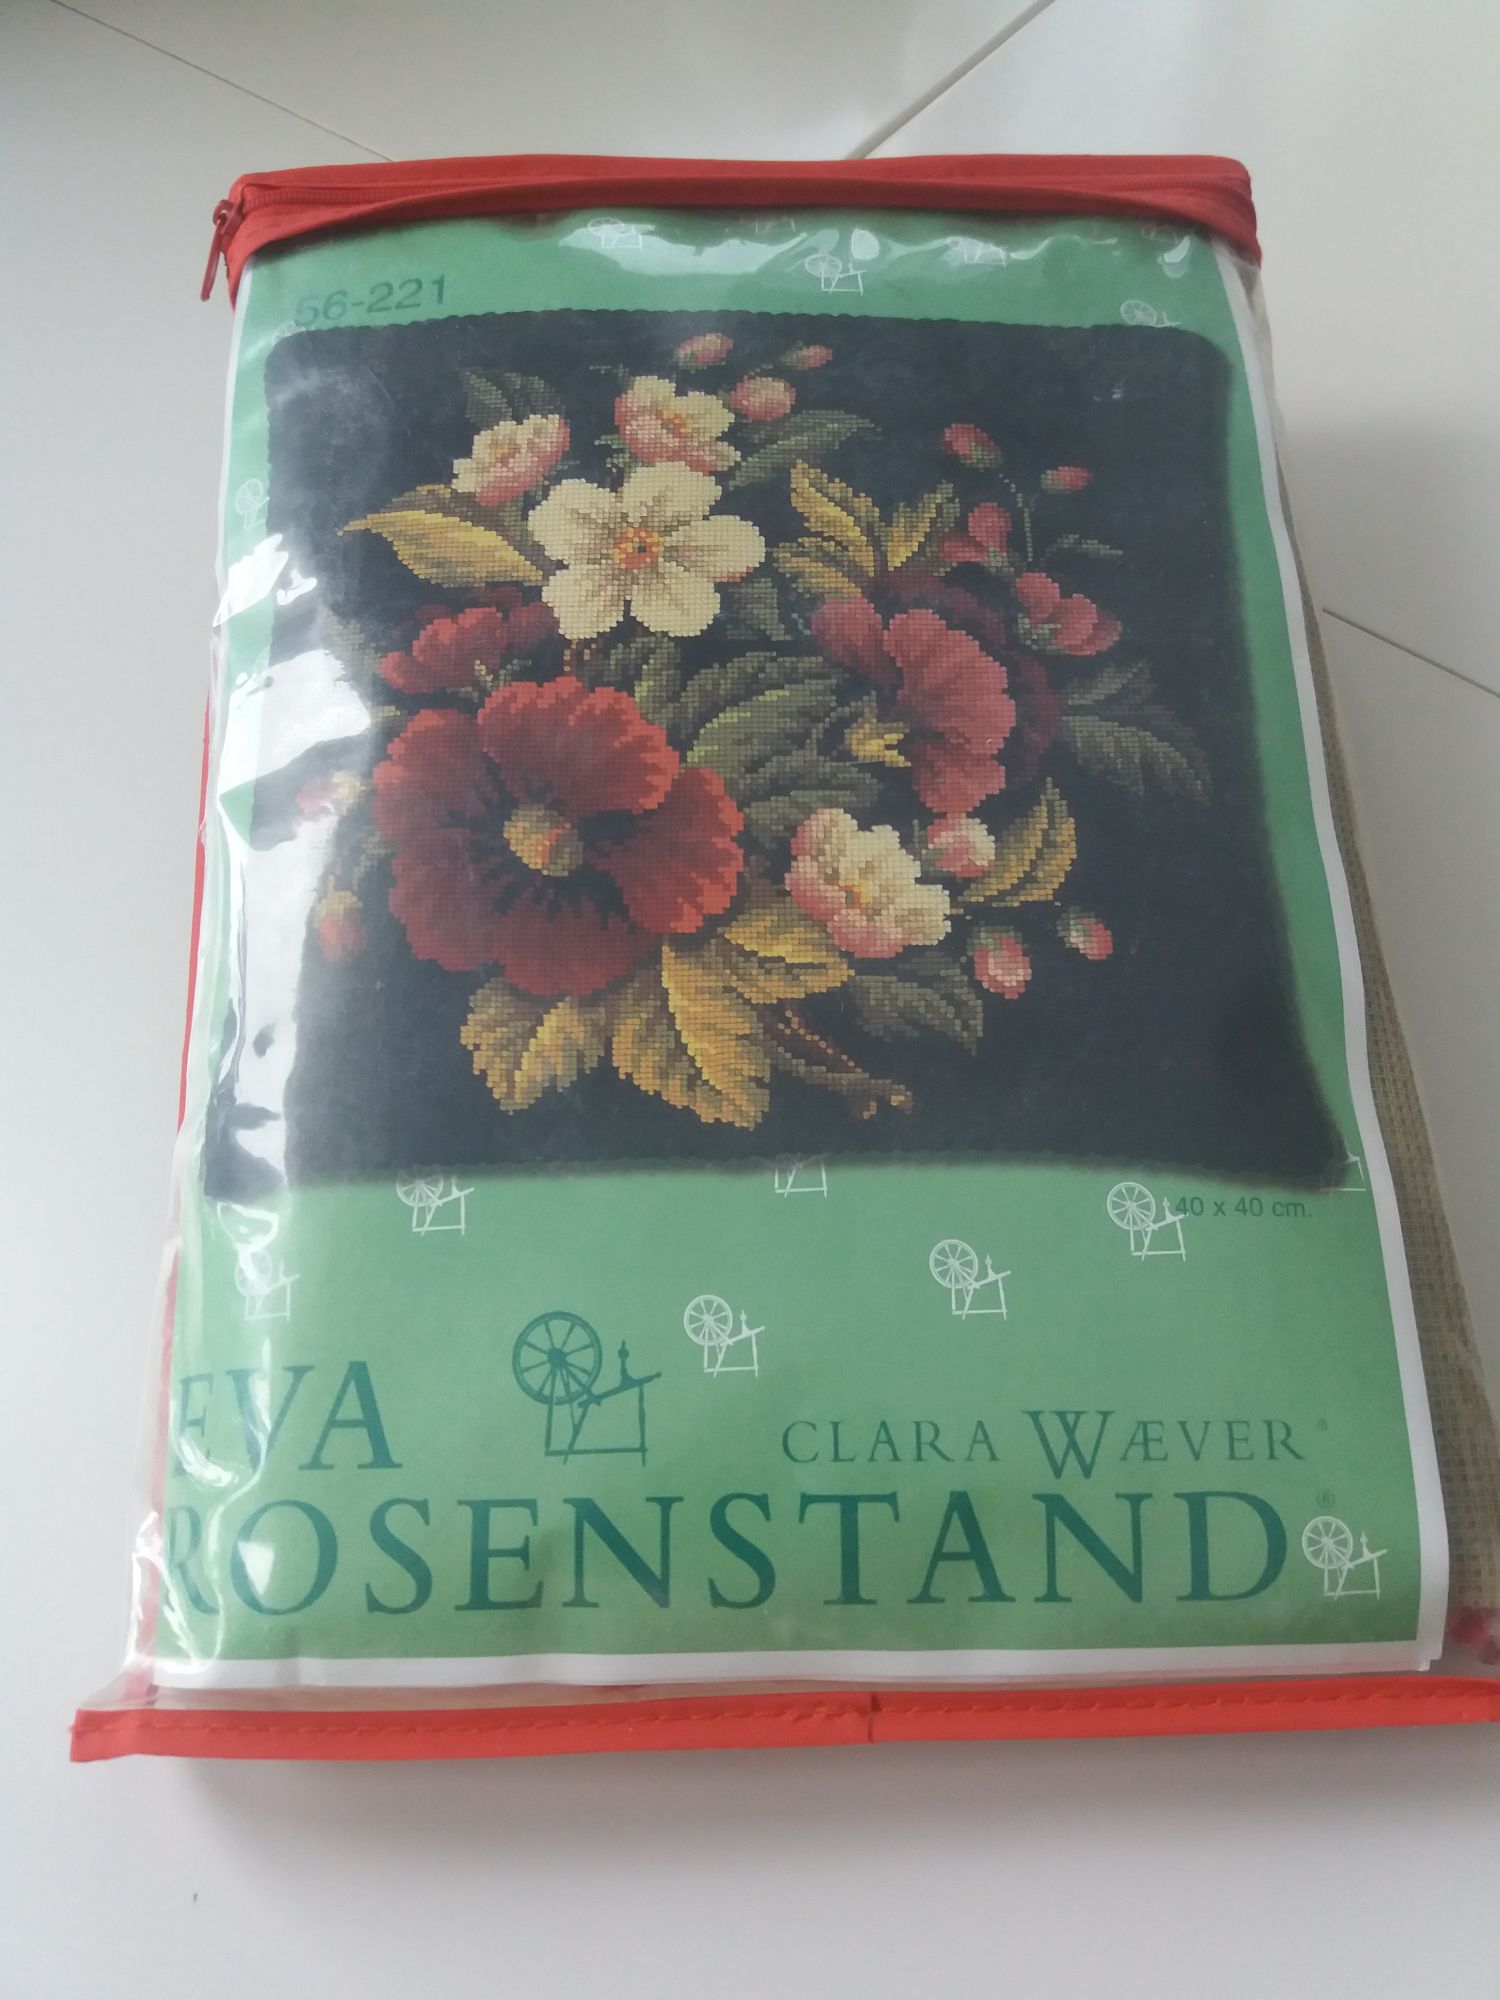 56-221
40 x 40 cm.
EVA
CLARA WÆVER ®
ROSENSTAND ®